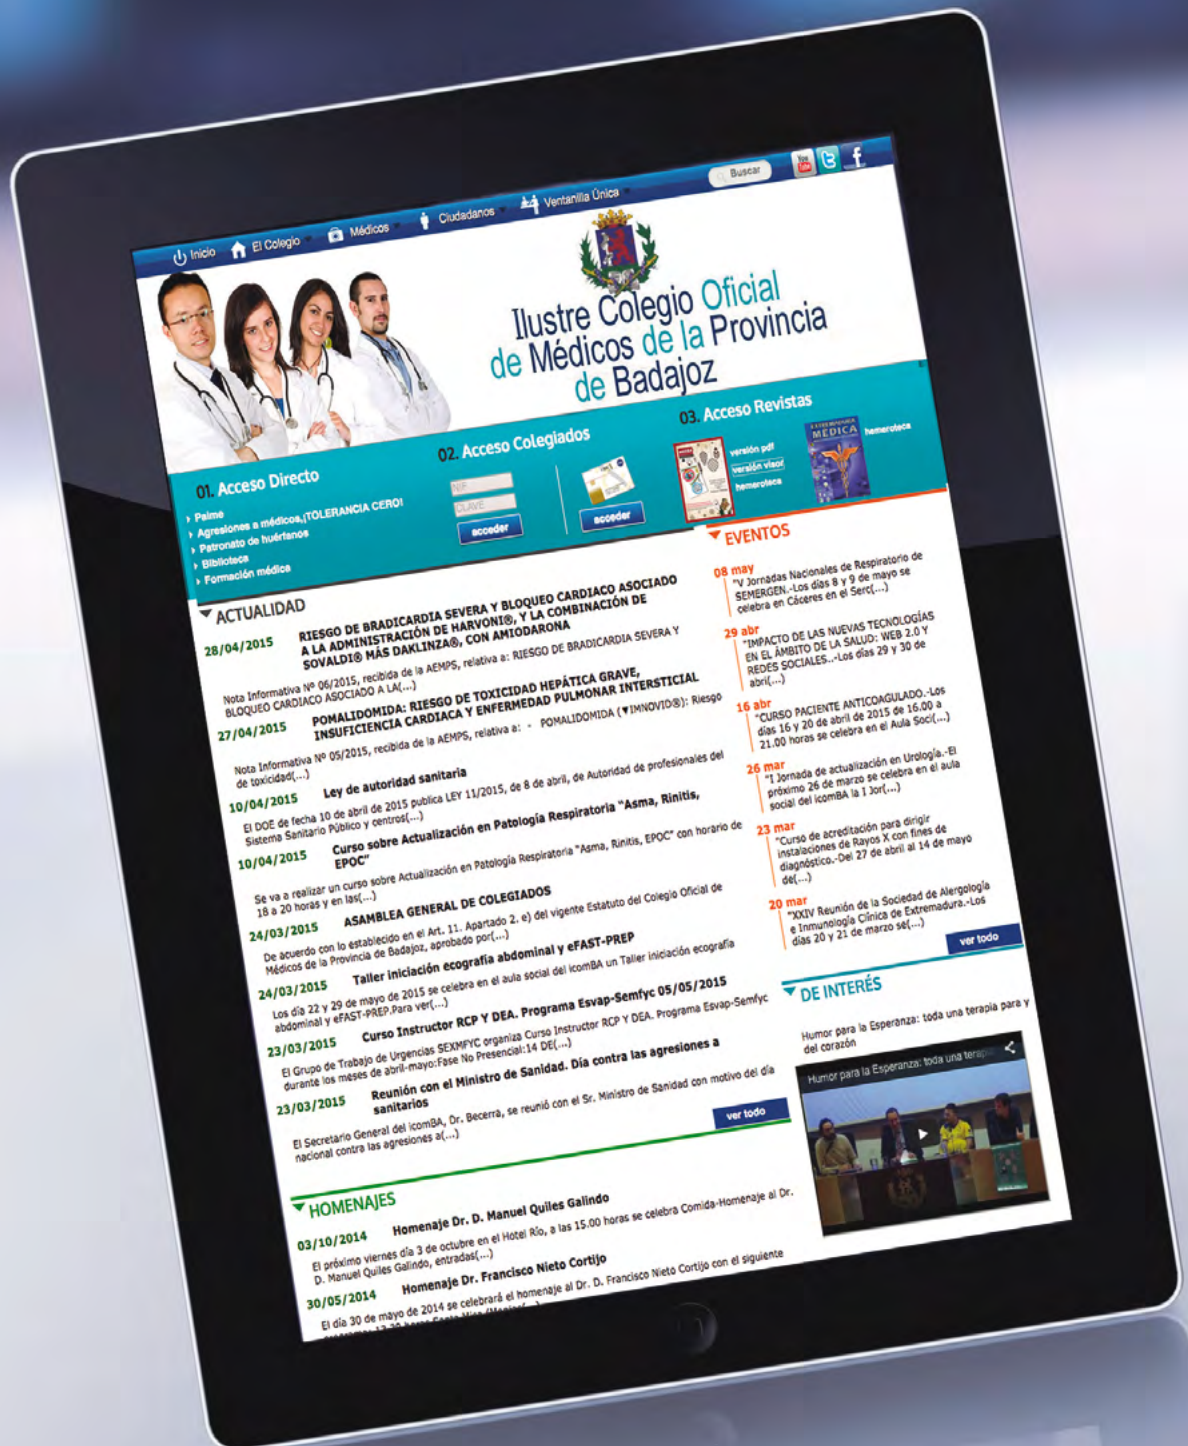 Inicio
El Colegio
Médicos
Ciudadanos
Ventanilla Única
Buscar
You
Tube
Ilustre Colegio Oficial
de Médicos de la Provincia
de Badajoz
01. Acceso Directo
Paime
Agresiones a médicos,¡TOLERANCIA CERO!
Patronato de huérfanos
Biblioteca
Formación médica
02. Acceso Colegiados
NIF
CLAVE
acceder
acceder
03. Acceso Revistas
versión pdf
versión visor
hemeroteca
EXTREMADURA
MÉDICA
hemeroteca
ACTUALIDAD
28/04/2015
RIESGO DE BRADICARDIA SEVERA Y BLOQUEO CARDIACO ASOCIADO
A LA ADMINISTRACIÓN DE HARVONI®, Y LA COMBINACIÓN DE
SOVALDI® MÁS DAKLINZA®, CON AMIODARONA
Nota Informativa Nº 06/2015, recibida de la AEMPS, relativa a: RIESGO DE BRADICARDIA SEVERA Y
BLOQUEO CARDIACO ASOCIADO A LA(...)
27/04/2015
POMALIDOMIDA: RIESGO DE TOXICIDAD HEPÁTICA GRAVE,
INSUFICIENCIA CARDIACA Y ENFERMEDAD PULMONAR INTERSTICIAL
Nota Informativa Nº 05/2015, recibida de la AEMPS, relativa a: - POMALIDOMIDA (▼IMNOVID®): Riesgo
de toxicidad(...)
10/04/2015
Ley de autoridad sanitaria
El DOE de fecha 10 de abril de 2015 publica LEY 11/2015, de 8 de abril, de Autoridad de profesionales del
Sistema Sanitario Público y centros(...)
10/04/2015
Curso sobre Actualización en Patología Respiratoria "Asma, Rinitis,
EPOC"
Se va a realizar un curso sobre Actualización en Patología Respiratoria "Asma, Rinitis, EPOC" con horario de
18 a 20 horas y en las(...)
24/03/2015
ASAMBLEA GENERAL DE COLEGIADOS
De acuerdo con lo establecido en el Art. 11. Apartado 2. e) del vigente Estatuto del Colegio Oficial de
Médicos de la Provincia de Badajoz, aprobado por(...)
24/03/2015
Taller iniciación ecografía abdominal y eFAST-PREP
Los día 22 y 29 de mayo de 2015 se celebra en el aula social del icomBA un Taller iniciación ecografía
abdominal y eFAST-PREP.Para ver(...)
23/03/2015
Curso Instructor RCP Y DEA. Programa Esvap-Semfyc 05/05/2015
El Grupo de Trabajo de Urgencias SEXMFYC organiza Curso Instructor RCP Y DEA. Programa Esvap-Semfyc
durante los meses de abril-mayo:Fase No Presencial:14 DE(...)
23/03/2015
Reunión con el Ministro de Sanidad. Día contra las agresiones a
sanitarios
El Secretario General del icomBA, Dr. Becerra, se reunió con el Sr. Ministro de Sanidad con motivo del día
nacional contra las agresiones a(...)
ver todo
HOMENAJES
03/10/2014
Homenaje Dr. D. Manuel Quiles Galindo
El próximo viernes día 3 de octubre en el Hotel Río, a las 15.00 horas se celebra Comida-Homenaje al Dr.
D. Manuel Quiles Galindo, entradas(...)
30/05/2014
Homenaje Dr. Francisco Nieto Cortijo
El día 30 de mayo de 2014 se celebrará el homenaje al Dr. D. Francisco Nieto Cortijo con el siguiente
EVENTOS
08 may
"V Jornadas Nacionales de Respiratorio de
SEMERGEN.-Los días 8 y 9 de mayo se
celebra en Cáceres en el Serc(...)
29 abr
"IMPACTO DE LAS NUEVAS TECNOLOGÍAS
EN EL ÁMBITO DE LA SALUD: WEB 2.0 Y
REDES SOCIALES..-Los días 29 y 30 de
abril(...)
16 abr
"CURSO PACIENTE ANTICOAGULADO.-Los
días 16 y 20 de abril de 2015 de 16.00 a
21.00 horas se celebra en el Aula Soci(...)
26 mar
"I Jornada de actualización en Urología.-El
próximo 26 de marzo se celebra en el aula
social del icomBA la I Jor(...)
23 mar
"Curso de acreditación para dirigir
instalaciones de Rayos X con fines de
diagnóstico.-Del 27 de abril al 14 de mayo
de(...)
20 mar
"XXIV Reunión de la Sociedad de Alergología
e Inmunología Clínica de Extremadura.-Los
días 20 y 21 de marzo se(...)
ver todo
DE INTERÉS
Humor para la Esperanza: toda una terapia para y
del corazón
Humor para la Esperanza: toda una terapia